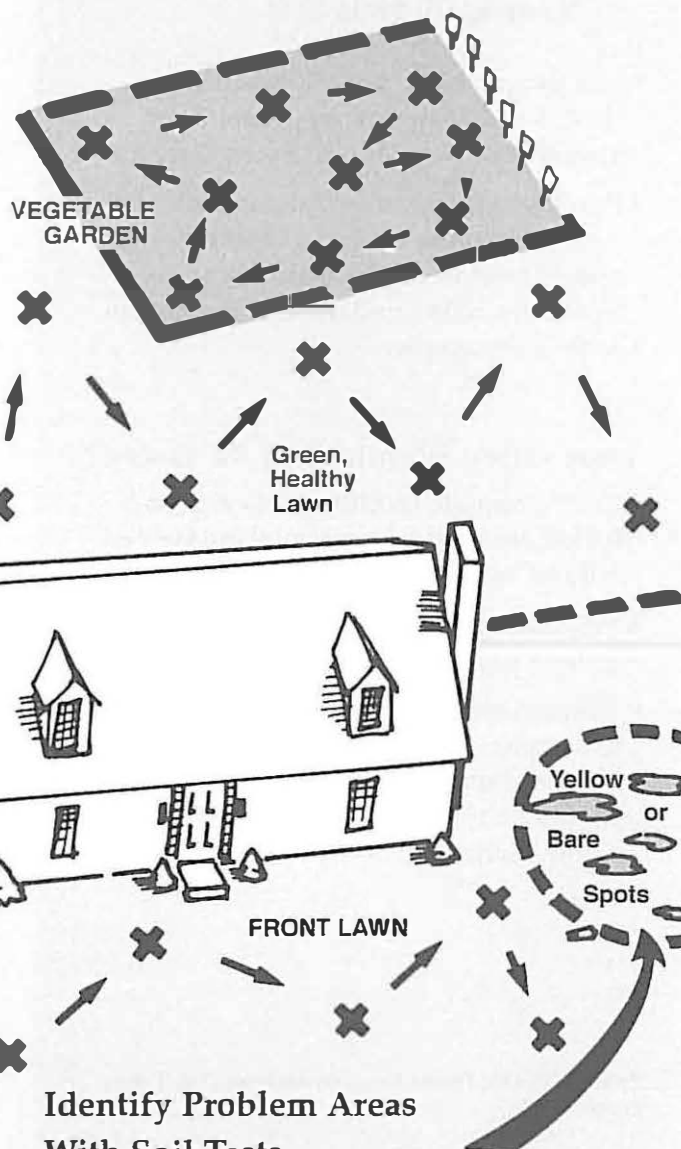 VEGETABLE
GARDEN
Green,
Healthy
Lawn
Yellow
or
Bare
Spots
FRONT LAWN
Identify Problem Areas
With Soil Tests